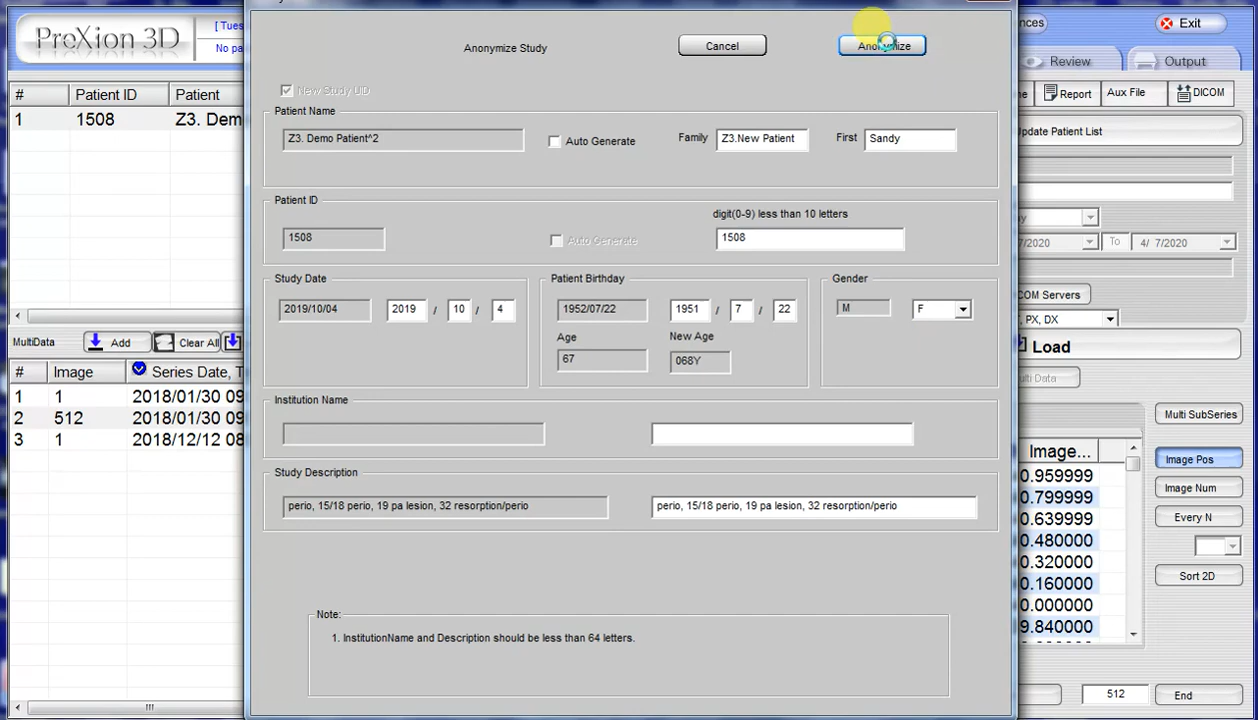 PreXion 3D
[ Tues
No pa
nces
Exit
Review
Output
# Patient ID Patient
1 1508 Z3. Dem
Report
Aux File
DICOM
Update Patient List
7/2020
To
4/ 7/2020
COM Servers
, PX, DX
Load
ulti Data
MultiData
Add
Clear All
# Image Series Date, T
1 1 2018/01/30 09
2 512 2018/01/30 09
3 1 2018/12/12 08
Anonymize Study
Cancel
Anonymize
New Study UID
Patient Name
Z3. Demo Patient^2
Auto Generate
Family
Z3.New Patient
First
Sandy
Patient ID
digit(0-9) less than 10 letters
1508
Auto Generate
1508
Study Date
2019/10/04
2019 / 10 / 4
Patient Birthday
1952/07/22
1951 / 7 / 22
Age
New Age
67
068Y
Gender
M
F
Institution Name
Study Description
perio, 15/18 perio, 19 pa lesion, 32 resorption/perio
perio, 15/18 perio, 19 pa lesion, 32 resorption/perio
Note:
1. InstitutionName and Description should be less than 64 letters.
Multi SubSeries
Image...
Image Pos
0.959999
0.799999
Image Num
0.639999
Every N
0.480000
0.320000
0.160000
Sort 2D
0.000000
9.840000
512
End